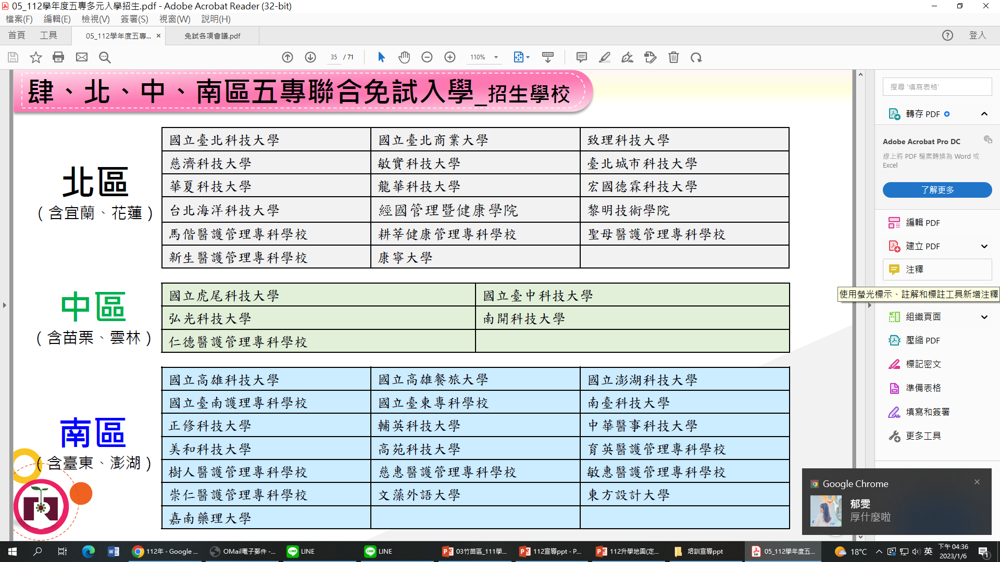 05_112學年度五專多元入學招生.pdf - Adobe Acrobat Reader (32-bit)
檔案(F) 編輯(E) 檢視(V) 簽署(S) 視窗(W) 說明(H)
首頁 工具 05_112學年度五專... × 免試各項會議.pdf 登入
35 / 71 110%
肆、北、中、南區五專聯合免試入學_招生學校
北區
(含宜蘭、花蓮)
國立臺北科技大學 國立臺北商業大學 致理科技大學
慈濟科技大學 敏實科技大學 臺北城市科技大學
華夏科技大學 龍華科技大學 宏國德霖科技大學
台北海洋科技大學 經國管理暨健康學院 黎明技術學院
馬偕醫護管理專科學校 耕莘健康管理專科學校 聖母醫護管理專科學校
新生醫護管理專科學校 康寧大學
中區
(含苗栗、雲林)
國立虎尾科技大學 國立臺中科技大學
弘光科技大學 南開科技大學
仁德醫護管理專科學校
南區
(含臺東、澎湖)
國立高雄科技大學 國立高雄餐旅大學 國立澎湖科技大學
國立臺南護理專科學校 國立臺東專科學校 南臺科技大學
正修科技大學 輔英科技大學 中華醫事科技大學
美和科技大學 高苑科技大學 育英醫護管理專科學校
樹人醫護管理專科學校 慈惠醫護管理專科學校 敏惠醫護管理專科學校
崇仁醫護管理專科學校 文藻外語大學 東方設計大學
嘉南藥理大學
搜尋 '填寫表格'
轉存 PDF
Adobe Acrobat Pro DC
線上將 PDF 檔案轉換為 Word 或
Excel
了解更多
編輯 PDF
建立 PDF
注釋
使用螢光標示、註解和標註工具新增注釋
組織頁面
壓縮 PDF
標記密文
準備表格
填寫和簽署
更多工具
Google Chrome
郁雯
厚什麼啦
112年 - Google ... OMail電子郵件 -... LINE LINE 03竹苗區_111學... 112宣導ppt - P... 112升學地圖(定... 培訓宣導ppt 05_112學年度五... 18°C 英 下午 04:36
2023/1/6 1